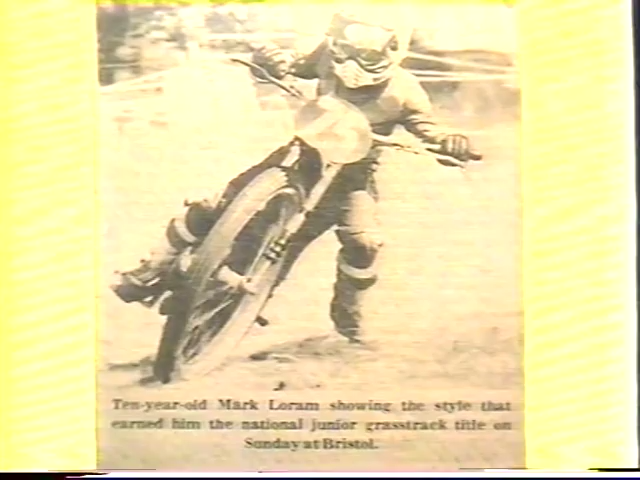 Ten-year-old Mark Loram showing the style that
earned him the national junior grasstrack title on
Sunday at Bristol.